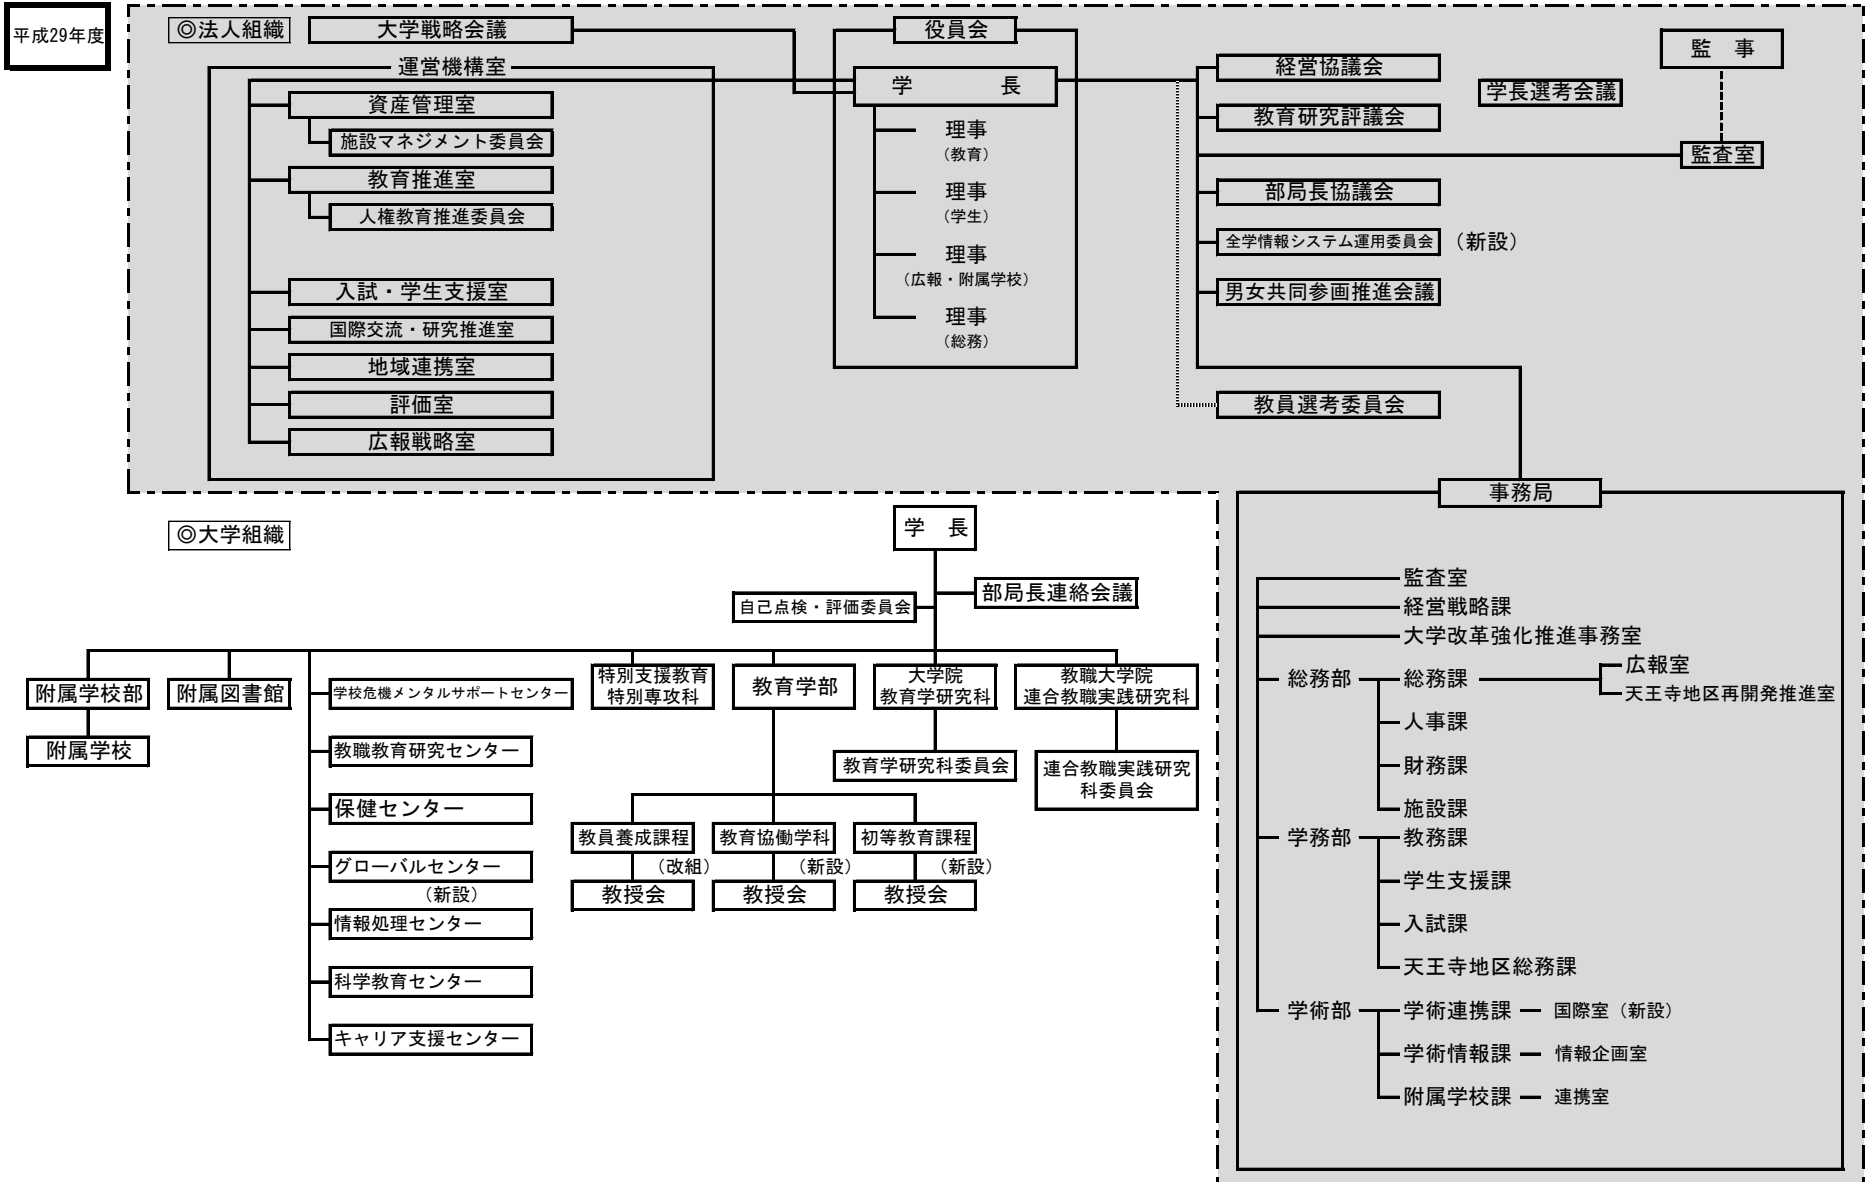 平成29年度
◎法人組織
大学戦略会議
運営機構室
資産管理室
施設マネジメント委員会
教育推進室
人権教育推進委員会
入試・学生支援室
国際交流・研究推進室
地域連携室
評価室
広報戦略室
役員会
学　長
理事
（教育）
理事
（学生）
理事
（広報・附属学校）
理事
（総務）
経営協議会
教育研究評議会
部局長協議会
全学情報システム運用委員会（新設）
男女共同参画推進会議
教員選考委員会
学長選考会議
監　事
監査室
事務局
監査室
経営戦略課
大学改革強化推進事務室
総務部
総務課
広報室
天王寺地区再開発推進室
人事課
財務課
施設課
学務部
教務課
学生支援課
入試課
天王寺地区総務課
学術部
学術連携課
国際室（新設）
学術情報課
情報企画室
附属学校課
連携室
◎大学組織
学　長
部局長連絡会議
自己点検・評価委員会
附属学校部
附属学校
附属図書館
学校危機メンタルサポートセンター
教職教育研究センター
保健センター
グローバルセンター
（新設）
情報処理センター
科学教育センター
キャリア支援センター
特別支援教育
特別専攻科
教育学部
教員養成課程
（改組）
教授会
教育協働学科
（新設）
教授会
初等教育課程
（新設）
教授会
大学院
教育学研究科
教育学研究科委員会
教職大学院
連合教職実践研究科
連合教職実践研究
科委員会